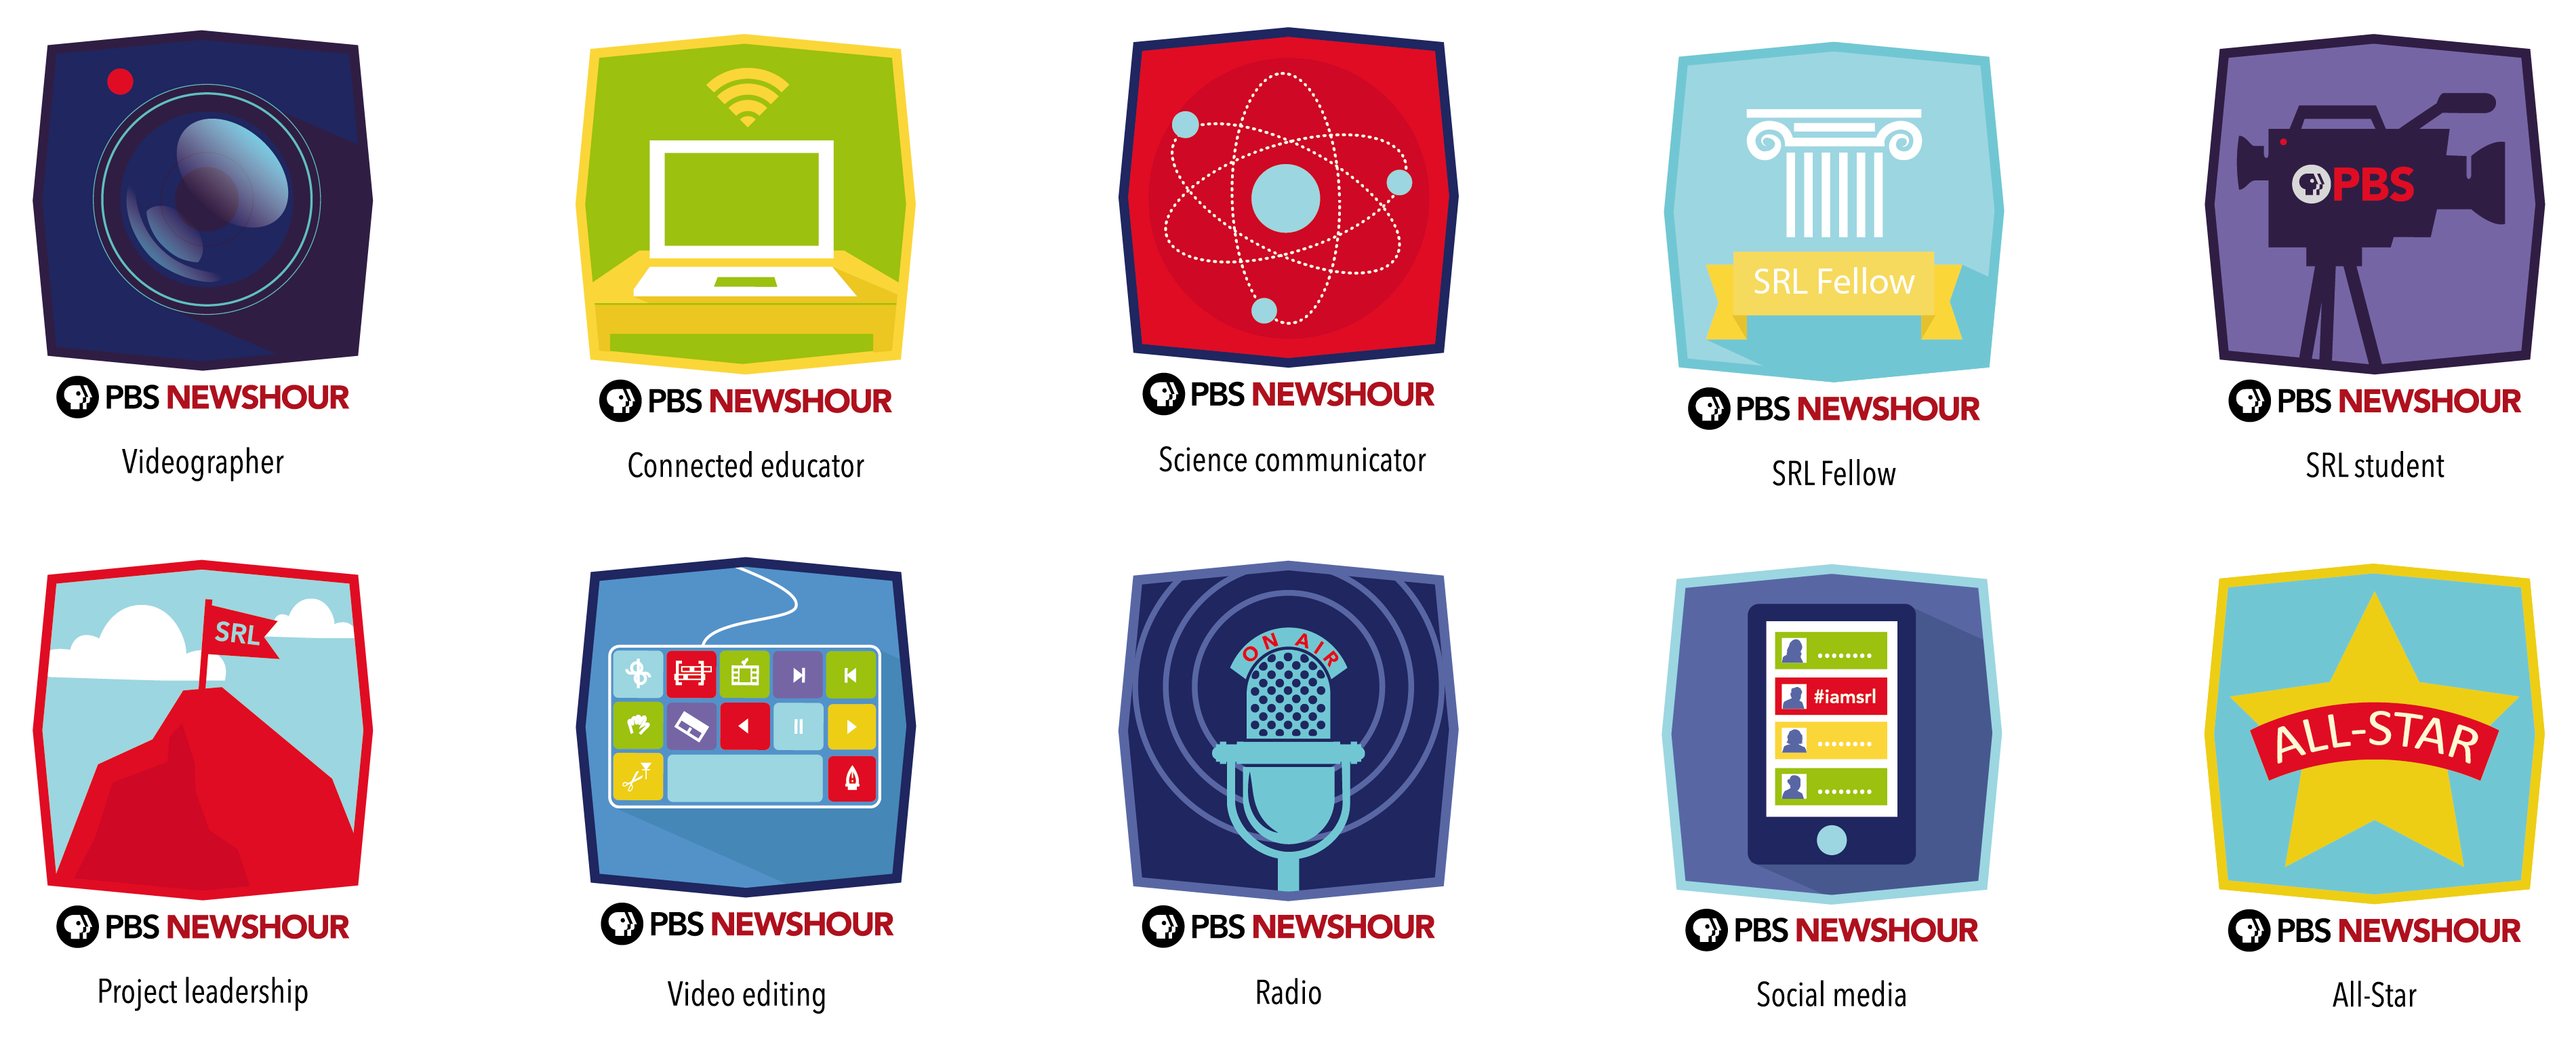 PBS NEWSHOUR
Videographer
PBS NEWSHOUR
Connected educator
PBS NEWSHOUR
Science communicator
SRL Fellow
PBS NEWSHOUR
SRL Fellow
PBS
PBS NEWSHOUR
SRL student
SRL
PBS NEWSHOUR
Project leadership
PBS NEWSHOUR
Video editing
ON AIR
PBS NEWSHOUR
Radio
#iamsrl
PBS NEWSHOUR
Social media
ALL-STAR
PBS NEWSHOUR
All-Star